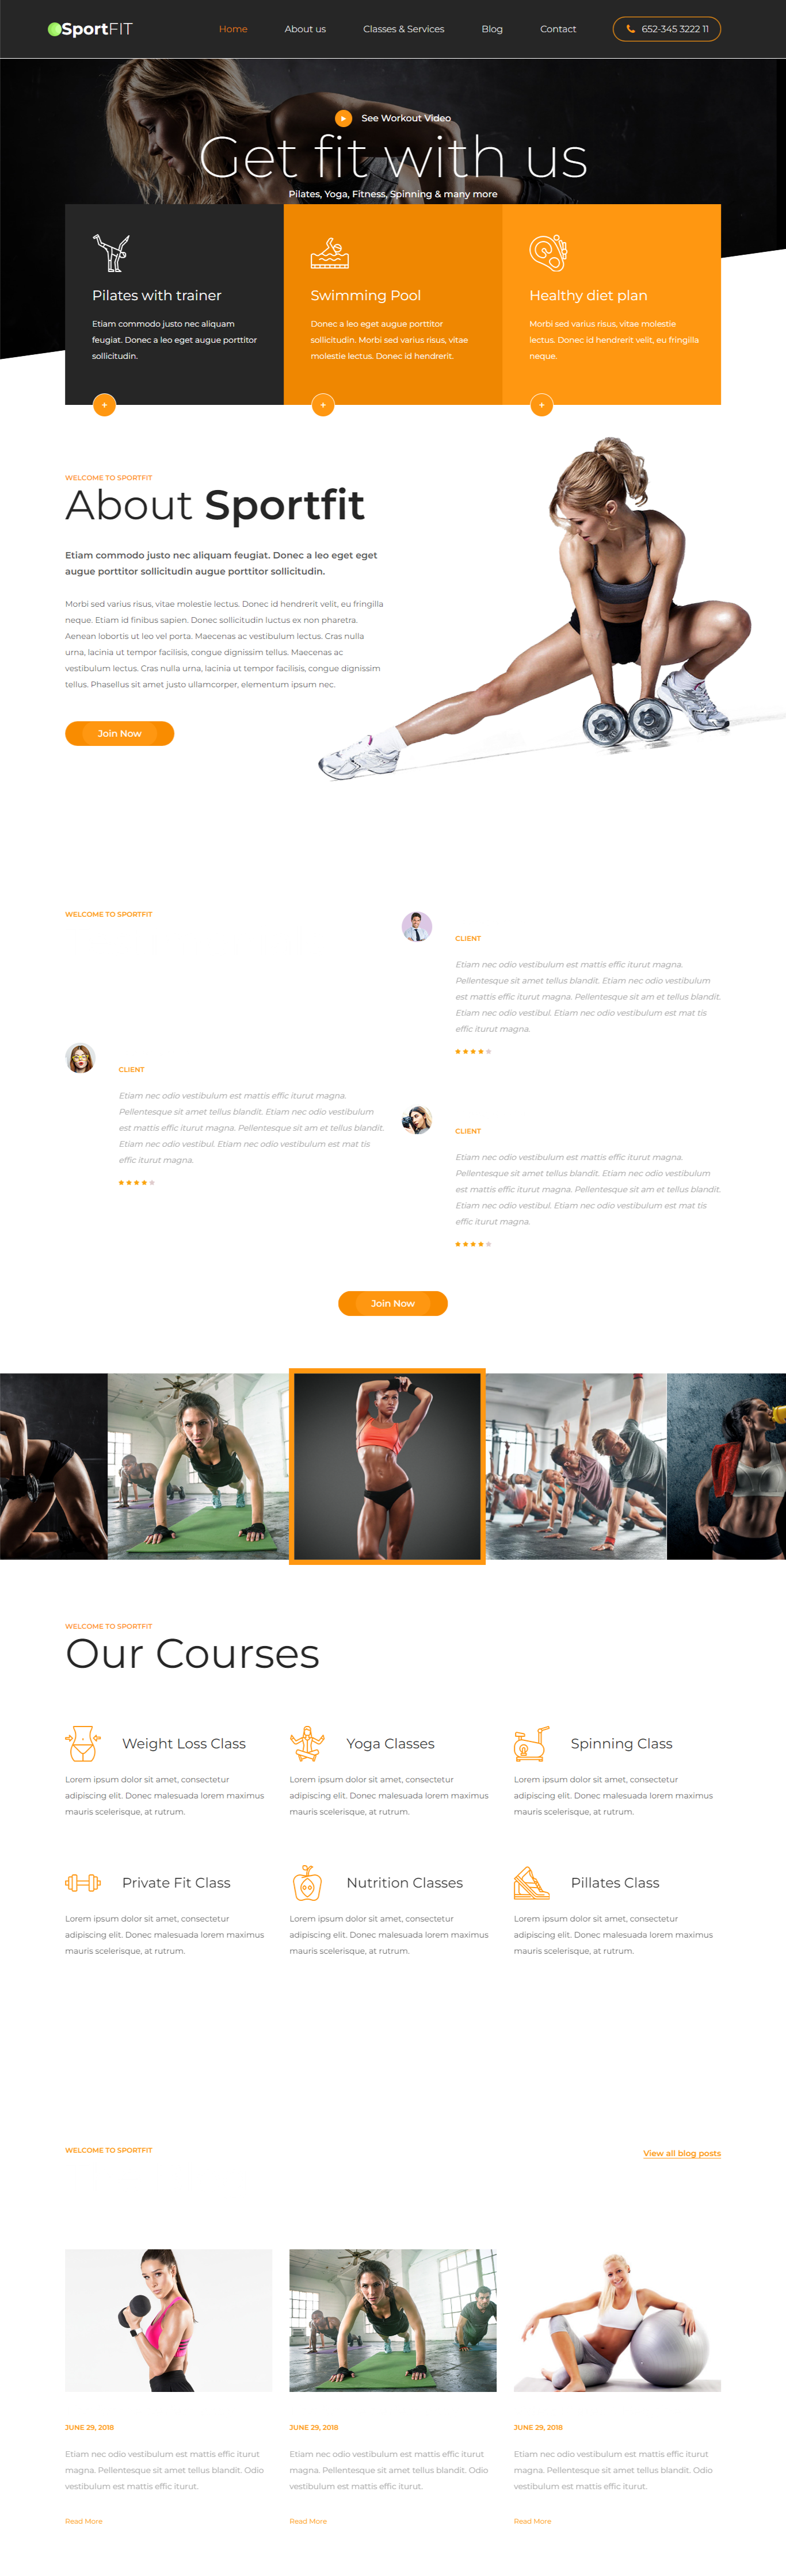 SportFIT
Home
About us
Classes & Services
Blog
Contact
652-345 3222 11
See Workout Video
Get fit with us
Pilates, Yoga, Fitness, Spinning & many more
Pilates with trainer
Etiam commodo justo nec aliquam
feugiat. Donec a leo eget augue porttitor
sollicitudin.
+
Swimming Pool
Donec a leo eget augue porttitor
sollicitudin. Morbi sed varius risus, vitae
molestie lectus. Donec id hendrerit.
+
Healthy diet plan
Morbi sed varius risus, vitae molestie
lectus. Donec id hendrerit velit, eu fringilla
neque.
+
WELCOME TO SPORTFIT
About Sportfit
Etiam commodo justo nec aliquam feugiat. Donec a leo eget eget
augue porttitor sollicitudin augue porttitor sollicitudin.
Morbi sed varius risus, vitae molestie lectus. Donec id hendrerit velit, eu fringilla
neque. Etiam id finibus sapien. Donec sollicitudin luctus ex non pharetra.
Aenean lobortis ut leo vel porta. Maecenas ac vestibulum lectus. Cras nulla
urna, lacinia ut tempor facilisis, congue dignissim tellus. Maecenas ac
vestibulum lectus. Cras nulla urna, lacinia ut tempor facilisis, congue dignissim
tellus. Phasellus sit amet justo ullamcorper, elementum ipsum nec.
Join Now
WELCOME TO SPORTFIT
CLIENT
Etiam nec odio vestibulum est mattis effic iturut magna.
Pellentesque sit amet tellus blandit. Etiam nec odio vestibulum
est mattis effic iturut magna. Pellentesque sit am et tellus blandit.
Etiam nec odio vestibul. Etiam nec odio vestibulum est mat tis
effic iturut magna.
CLIENT
Etiam nec odio vestibulum est mattis effic iturut magna.
Pellentesque sit amet tellus blandit. Etiam nec odio vestibulum
est mattis effic iturut magna. Pellentesque sit am et tellus blandit.
Etiam nec odio vestibul. Etiam nec odio vestibulum est mat tis
effic iturut magna.
CLIENT
Etiam nec odio vestibulum est mattis effic iturut magna.
Pellentesque sit amet tellus blandit. Etiam nec odio vestibulum
est mattis effic iturut magna. Pellentesque sit am et tellus blandit.
Etiam nec odio vestibul. Etiam nec odio vestibulum est mat tis
effic iturut magna.
Join Now
WELCOME TO SPORTFIT
Our Courses
Weight Loss Class
Lorem ipsum dolor sit amet, consectetur
adipiscing elit. Donec malesuada lorem maximus
mauris scelerisque, at rutrum.
Yoga Classes
Lorem ipsum dolor sit amet, consectetur
adipiscing elit. Donec malesuada lorem maximus
mauris scelerisque, at rutrum.
Spinning Class
Lorem ipsum dolor sit amet, consectetur
adipiscing elit. Donec malesuada lorem maximus
mauris scelerisque, at rutrum.
Private Fit Class
Lorem ipsum dolor sit amet, consectetur
adipiscing elit. Donec malesuada lorem maximus
mauris scelerisque, at rutrum.
Nutrition Classes
Lorem ipsum dolor sit amet, consectetur
adipiscing elit. Donec malesuada lorem maximus
mauris scelerisque, at rutrum.
Pillates Class
Lorem ipsum dolor sit amet, consectetur
adipiscing elit. Donec malesuada lorem maximus
mauris scelerisque, at rutrum.
WELCOME TO SPORTFIT
View all blog posts
JUNE 29, 2018
Etiam nec odio vestibulum est mattis effic iturut
magna. Pellentesque sit amet tellus blandit. Odio
vestibulum est mattis effic iturut.
Read More
JUNE 29, 2018
Etiam nec odio vestibulum est mattis effic iturut
magna. Pellentesque sit amet tellus blandit. Odio
vestibulum est mattis effic iturut.
Read More
JUNE 29, 2018
Etiam nec odio vestibulum est mattis effic iturut
magna. Pellentesque sit amet tellus blandit. Odio
vestibulum est mattis effic iturut.
Read More